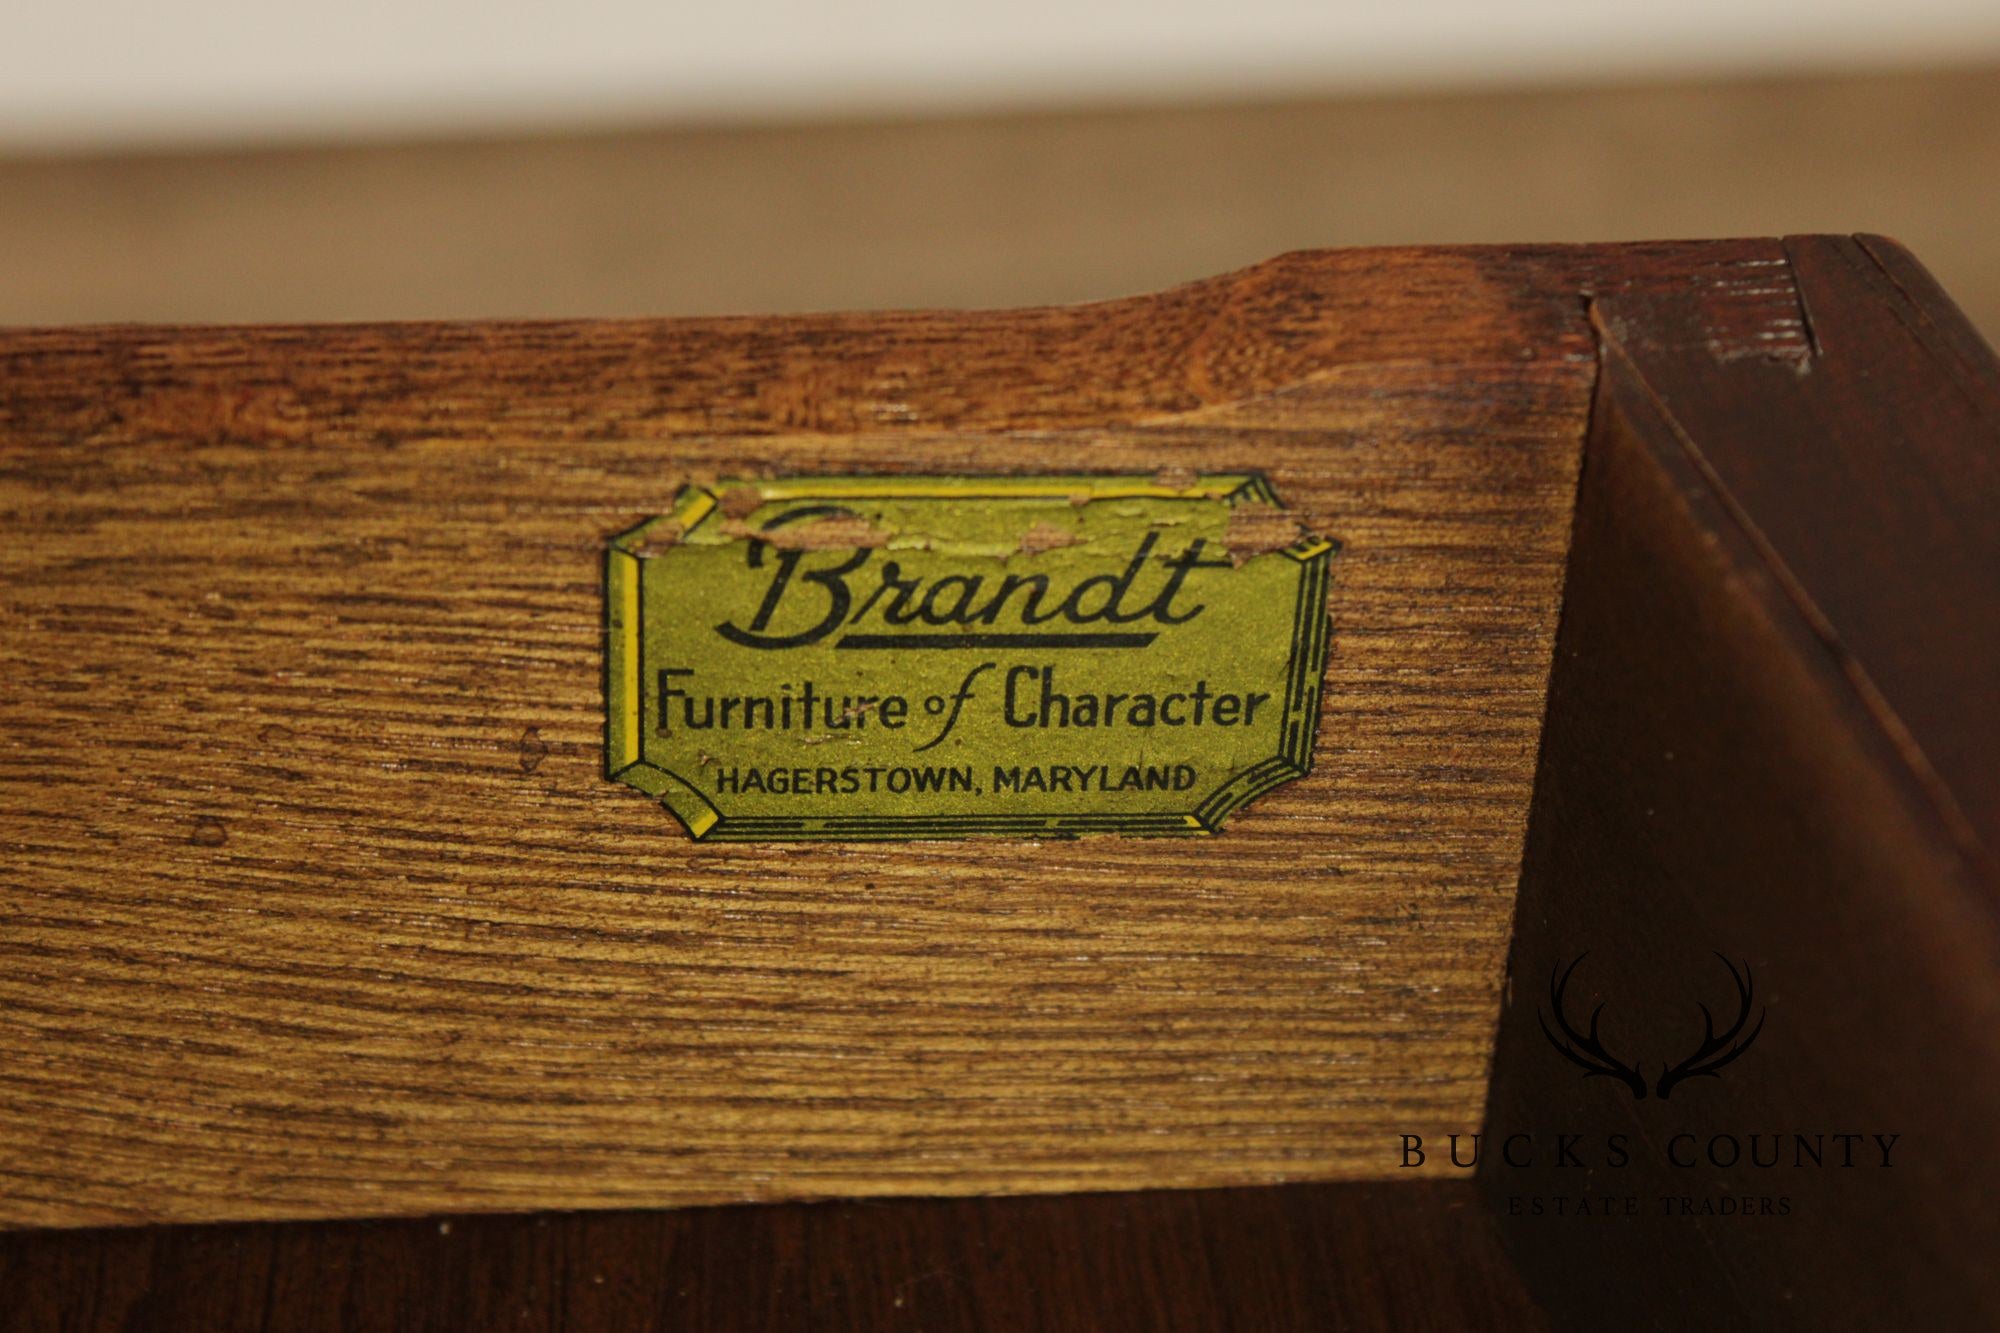 Brandt
Furniture of Character
HAGERSTOWN, MARYLAND
BUCKS COUNTY
ESTATE TRADERS